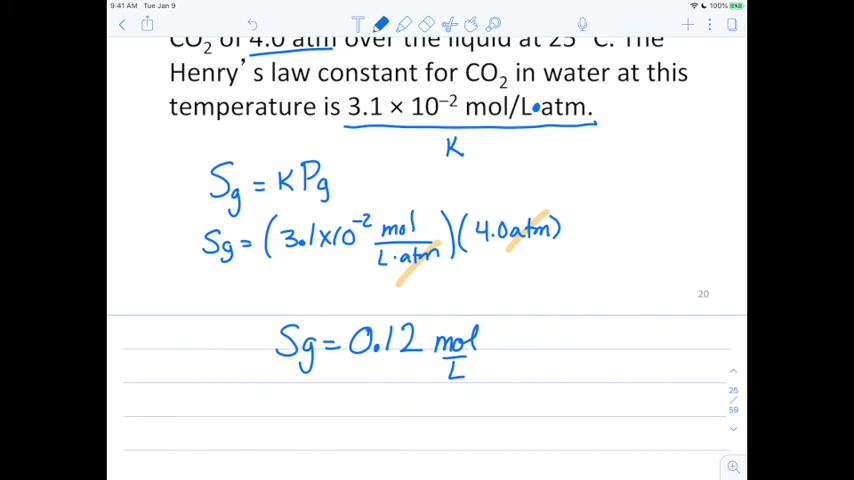 9:41 AM Tue Jan 9
100%
T
CO₂ of 4.0 atm over the liquid at 25 °C. The
Henry's law constant for CO₂ in water at this
temperature is 3.1 × 10⁻² mol/L•atm.
K
Sg = KPg
Sg = (3.1×10⁻² mol/L·atm)(4.0atm)
20
Sg = 0.12 mol/L
25
/
59